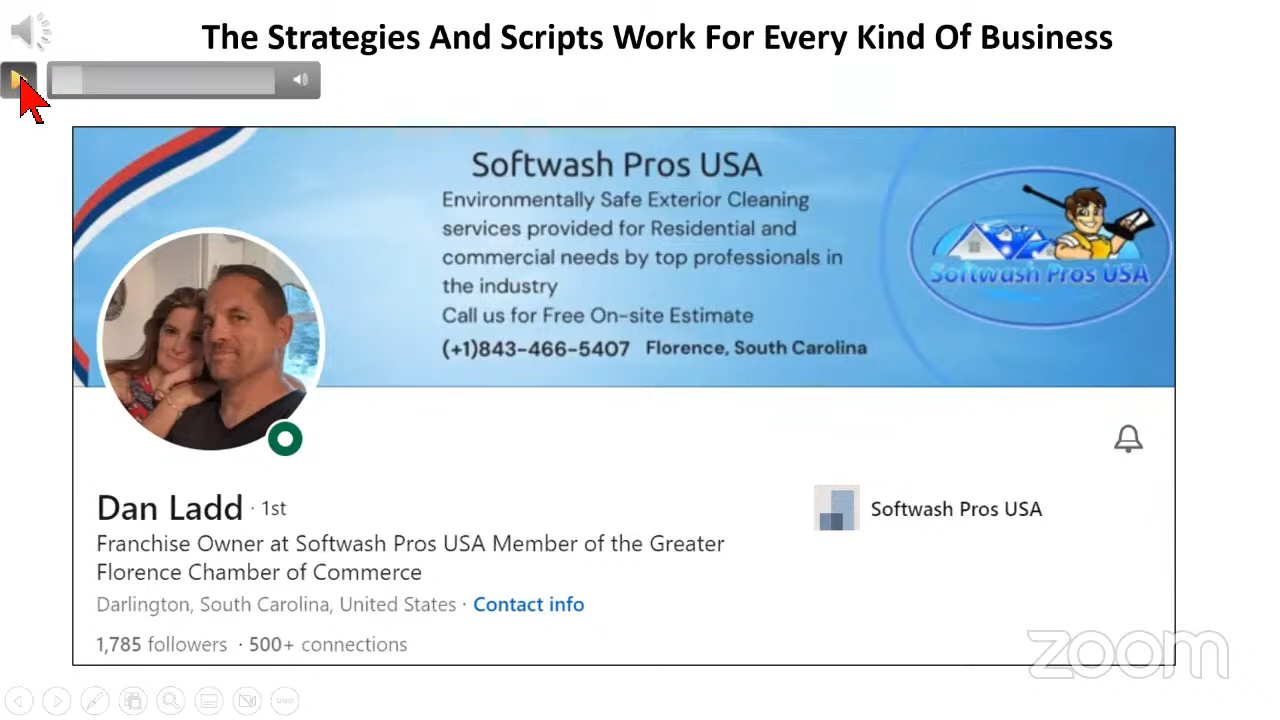 The Strategies And Scripts Work For Every Kind Of Business
Softwash Pros USA
Environmentally Safe Exterior Cleaning
services provided for Residential and
commercial needs by top professionals in
the industry
Call us for Free On-site Estimate
(+1)843-466-5407 Florence, South Carolina
Softwash Pros USA
Dan Ladd · 1st
Softwash Pros USA
Franchise Owner at Softwash Pros USA Member of the Greater
Florence Chamber of Commerce
Darlington, South Carolina, United States · Contact info
1,785 followers · 500+ connections
zoom